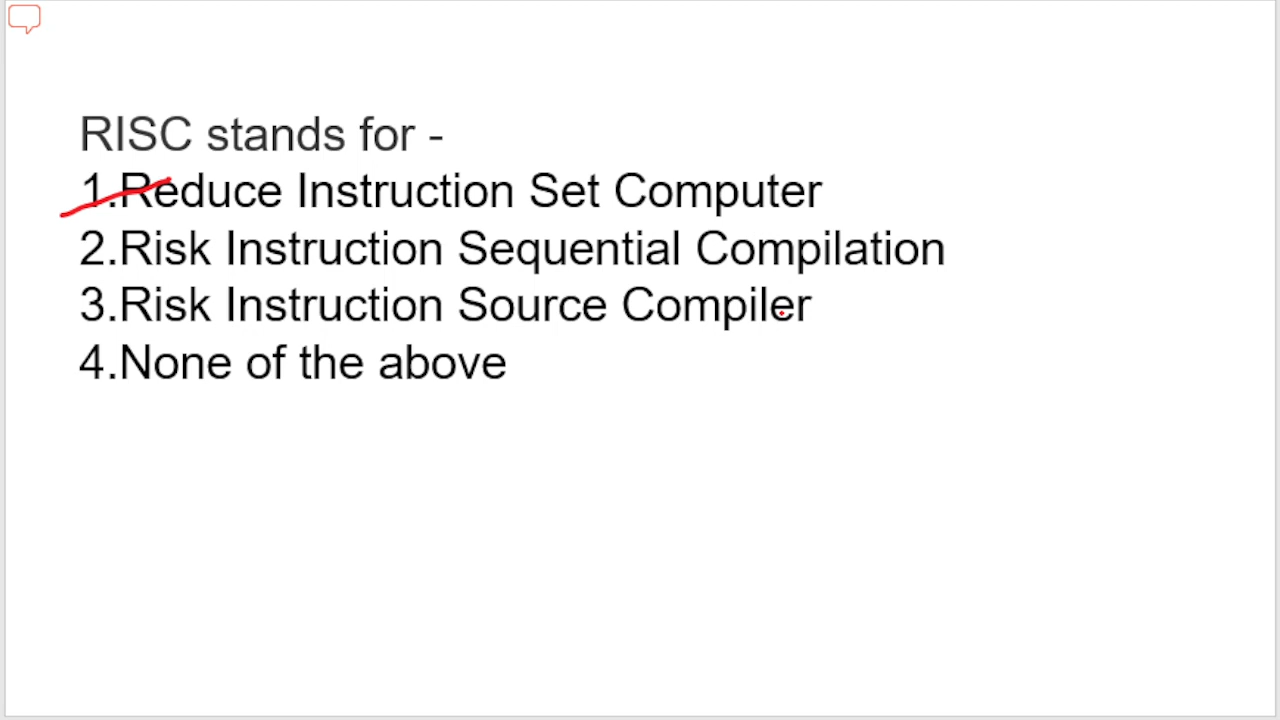 RISC stands for -
1.Reduce Instruction Set Computer
2.Risk Instruction Sequential Compilation
3.Risk Instruction Source Compiler
4.None of the above